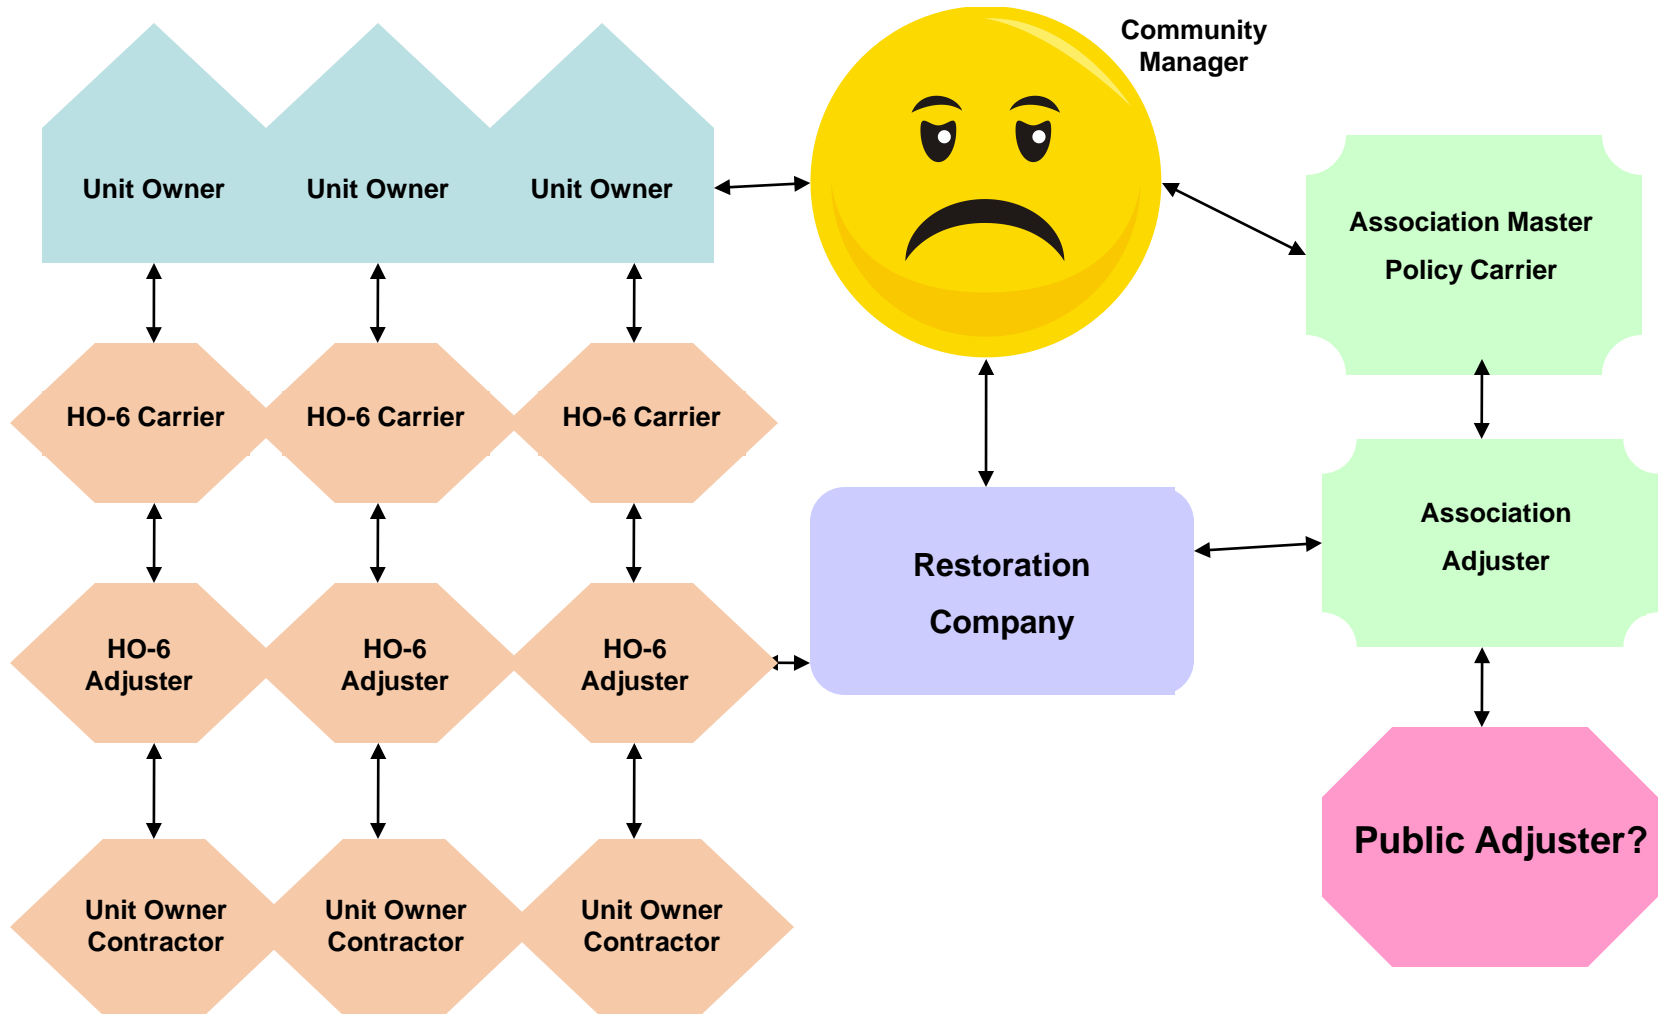 Community
Manager
Unit Owner
Unit Owner
Unit Owner
Association Master
Policy Carrier
HO-6 Carrier
HO-6 Carrier
HO-6 Carrier
Restoration
Company
Association
Adjuster
HO-6
Adjuster
HO-6
Adjuster
HO-6
Adjuster
Public Adjuster?
Unit Owner
Contractor
Unit Owner
Contractor
Unit Owner
Contractor